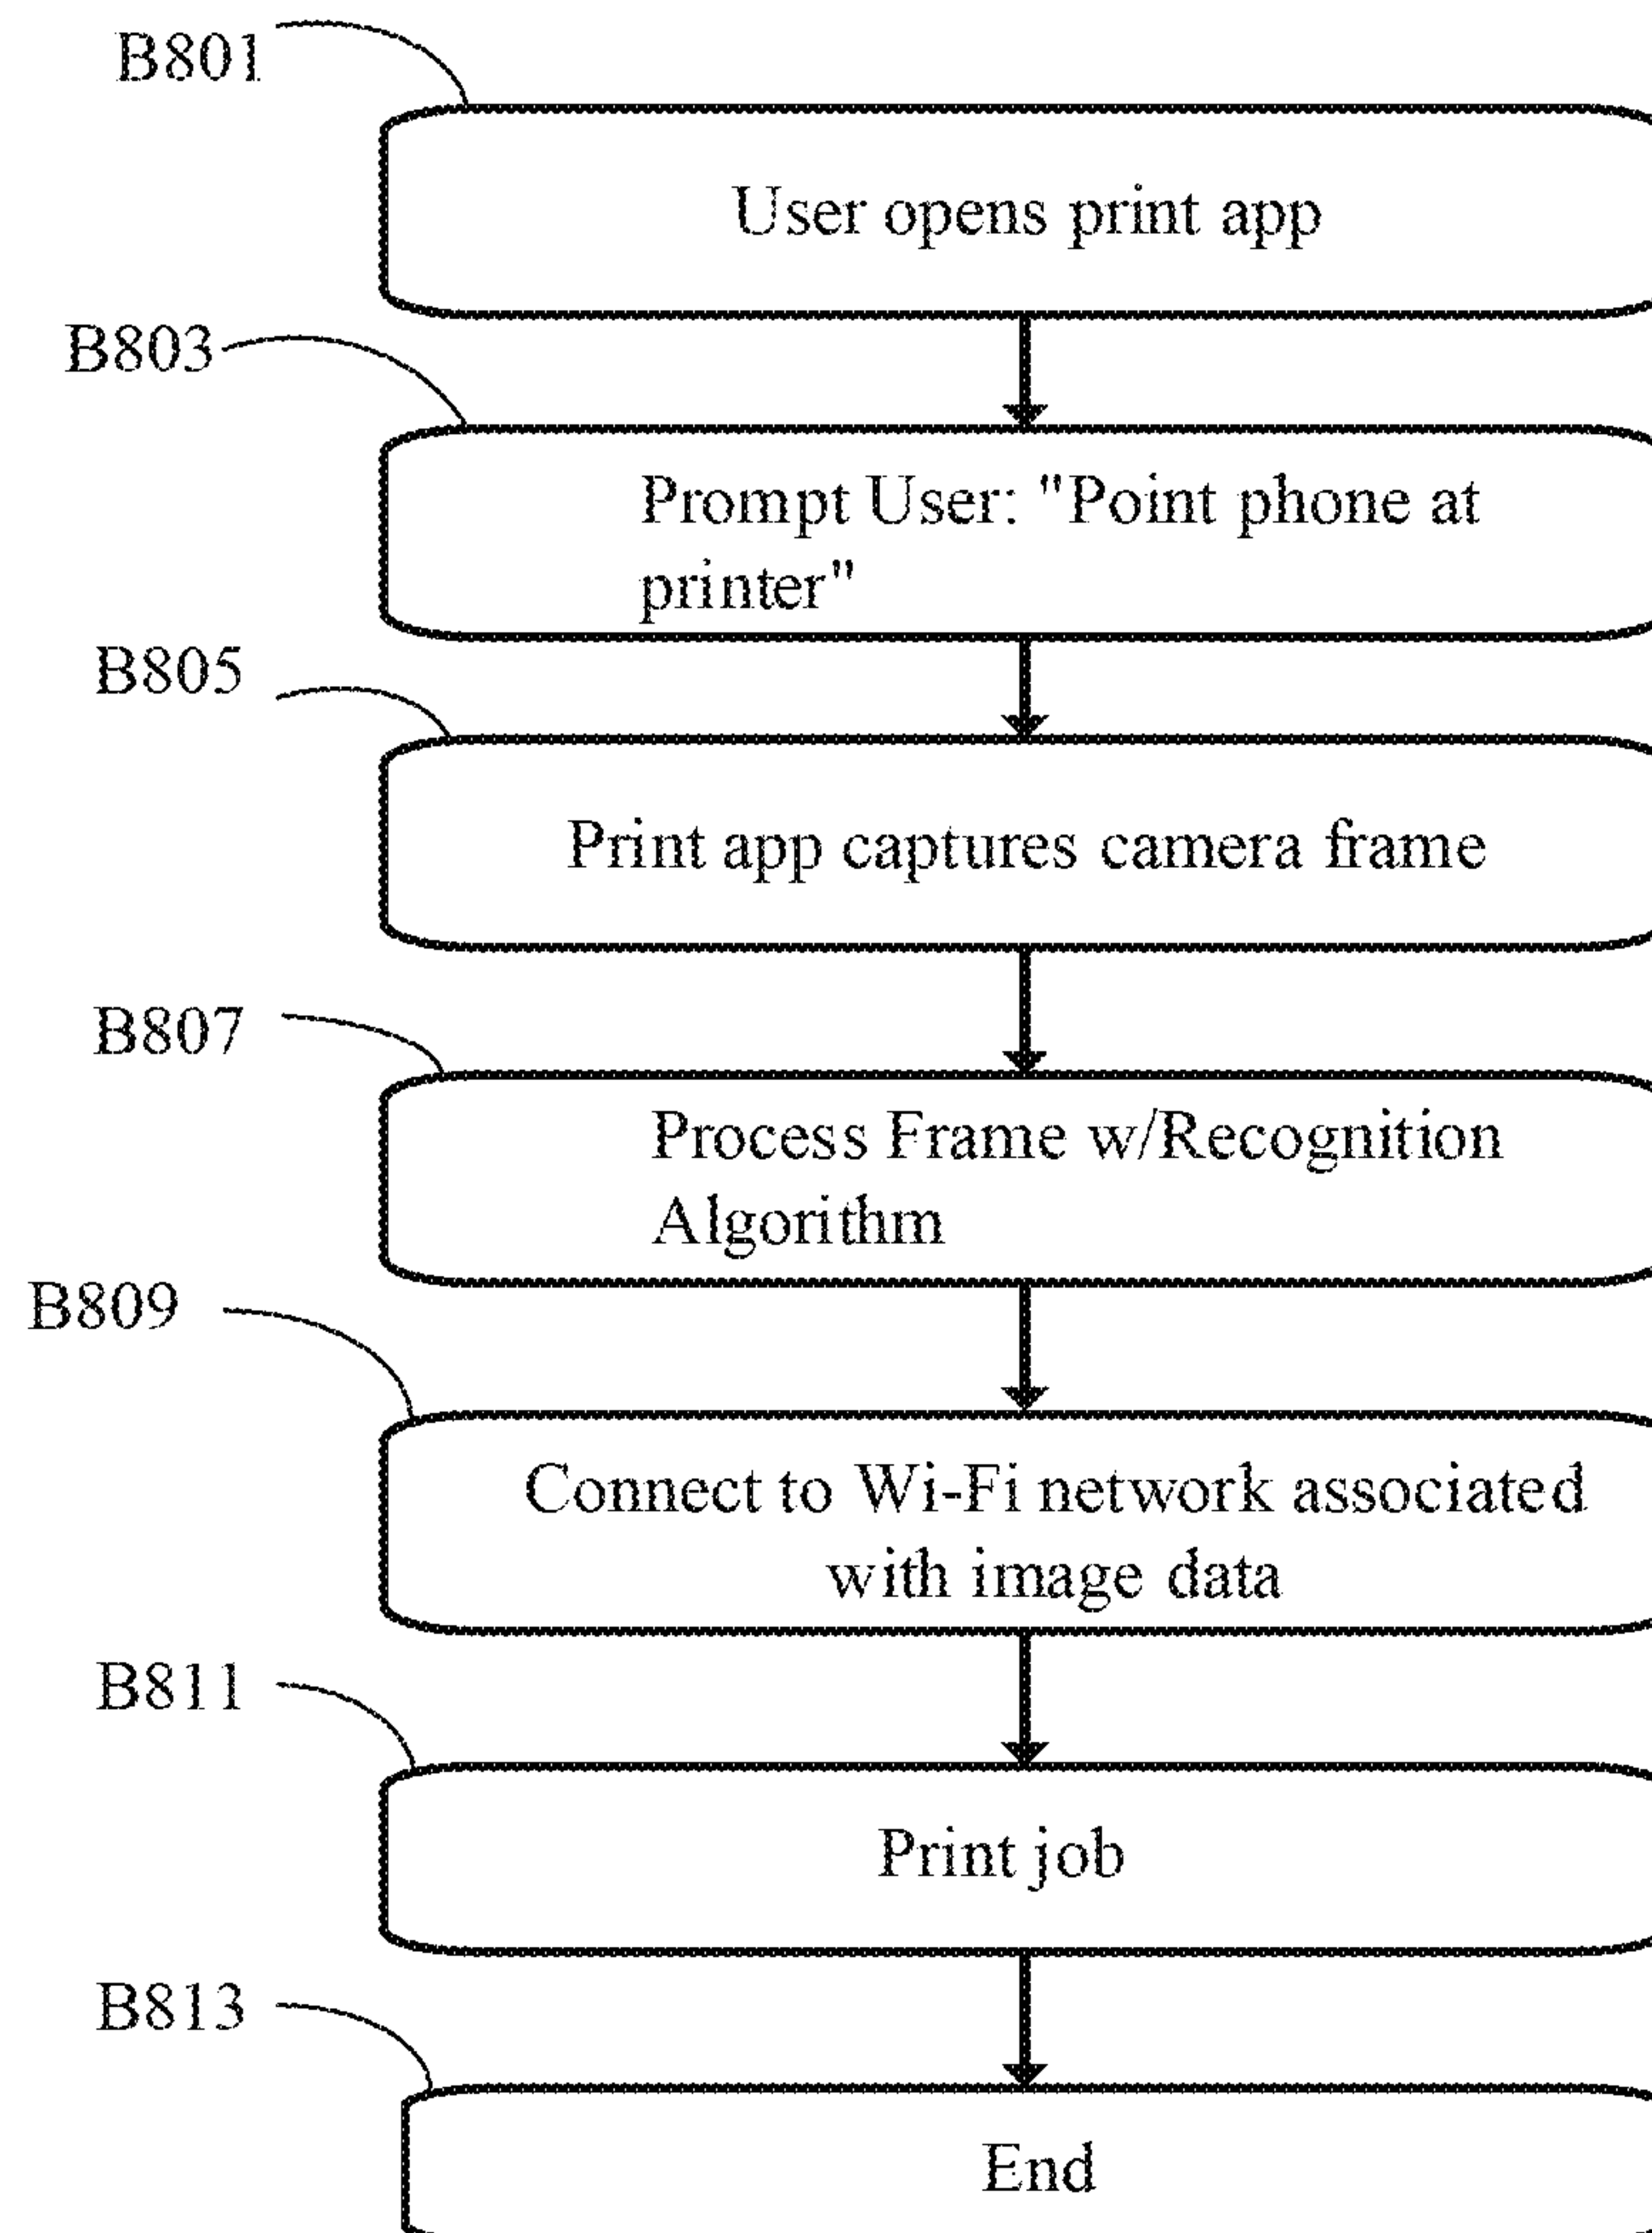 B801
User opens print app
B803
Prompt User: "Point phone at
printer"
B805
Print app captures camera frame
B807
Process Frame w/Recognition
Algorithm
B809
Connect to Wi-Fi network associated
with image data
B811
Print job
B813
End